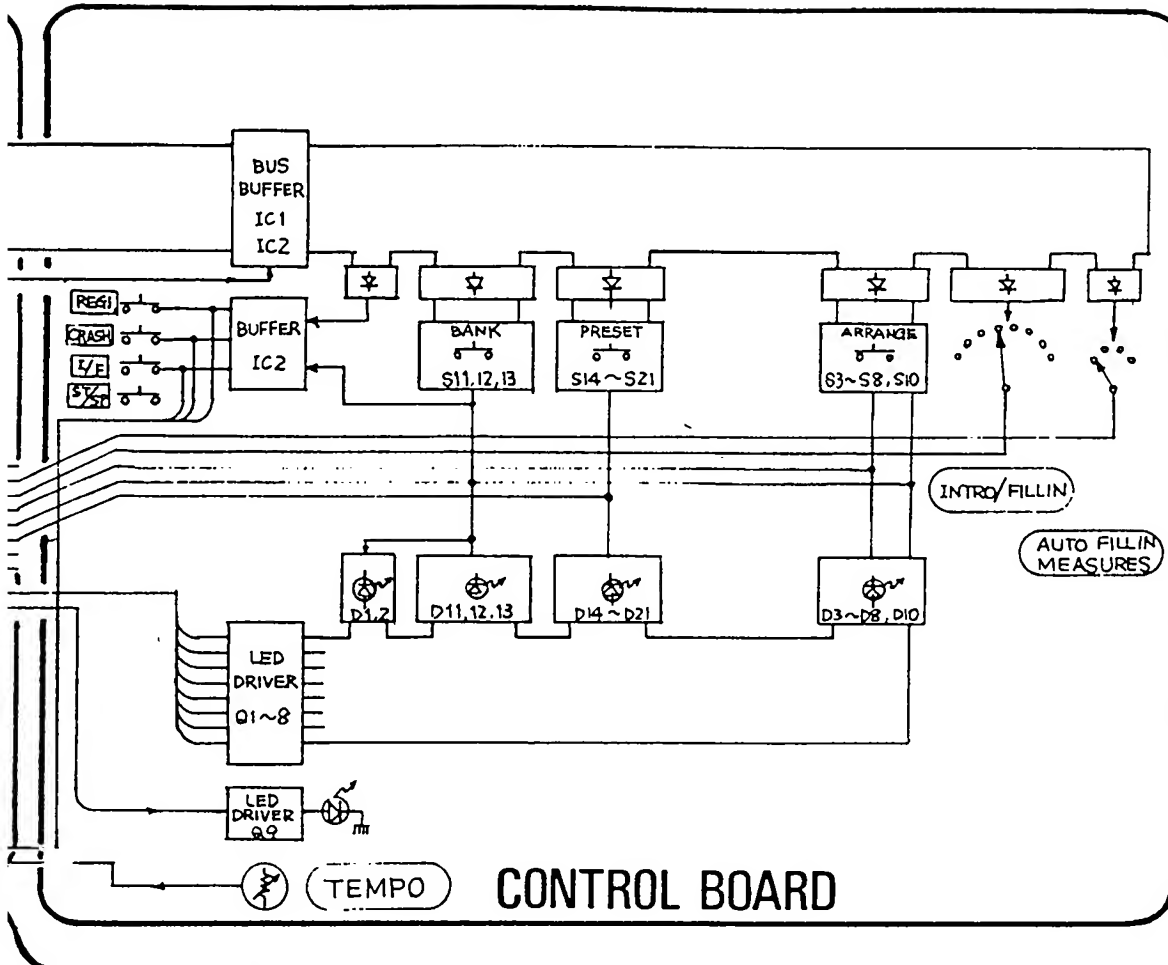 BUS
BUFFER
IC1
IC2
REGI
CRASH
I/E
ST/SP
BUFFER
IC2
BANK
S11,12,13
PRESET
S14~S21
ARRANGE
S3~S8,S10
INTRO/FILLIN
AUTO FILLIN
MEASURES
D1,2
D11,12,13
D14~D21
D3~D8,D10
LED
DRIVER
Q1~8
LED
DRIVER
Q9
TEMPO
CONTROL BOARD